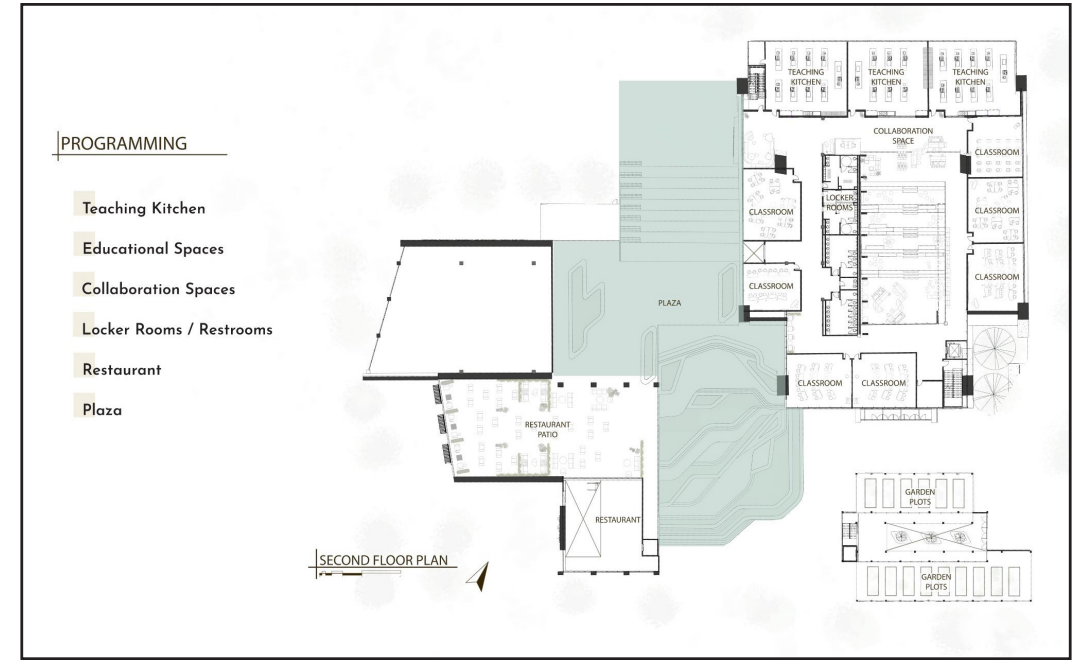 PROGRAMMING
Teaching Kitchen
Educational Spaces
Collaboration Spaces
Locker Rooms / Restrooms
Restaurant
Plaza
TEACHING
KITCHEN
TEACHING
KITCHEN
TEACHING
KITCHEN
COLLABORATION
SPACE
CLASSROOM
LOCKER
ROOMS
CLASSROOM
CLASSROOM
CLASSROOM
CLASSROOM
PLAZA
CLASSROOM
CLASSROOM
RESTAURANT
PATIO
RESTAURANT
GARDEN
PLOTS
GARDEN
PLOTS
SECOND FLOOR PLAN